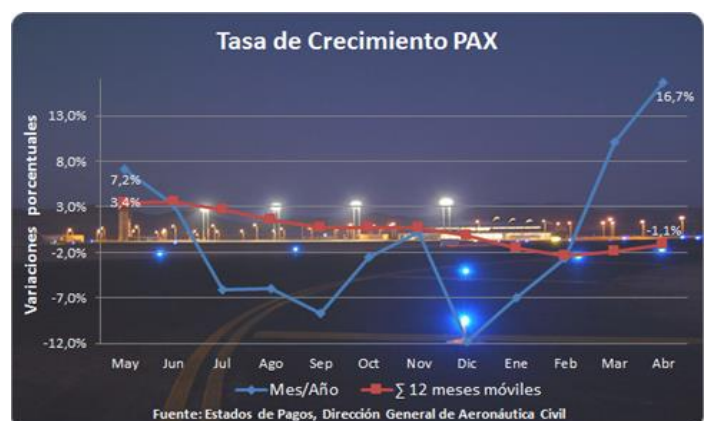 Tasa de Crecimiento PAX
Variaciones porcentuales
13,0%
8,0%
3,0%
-2,0%
-7,0%
-12,0%
7,2%
3,4%
16,7%
-1,1%
May Jun Jul Ago Sep Oct Nov Dic Ene Feb Mar Abr
Mes/Año ∑ 12 meses móviles
Fuente: Estados de Pagos, Dirección General de Aeronáutica Civil